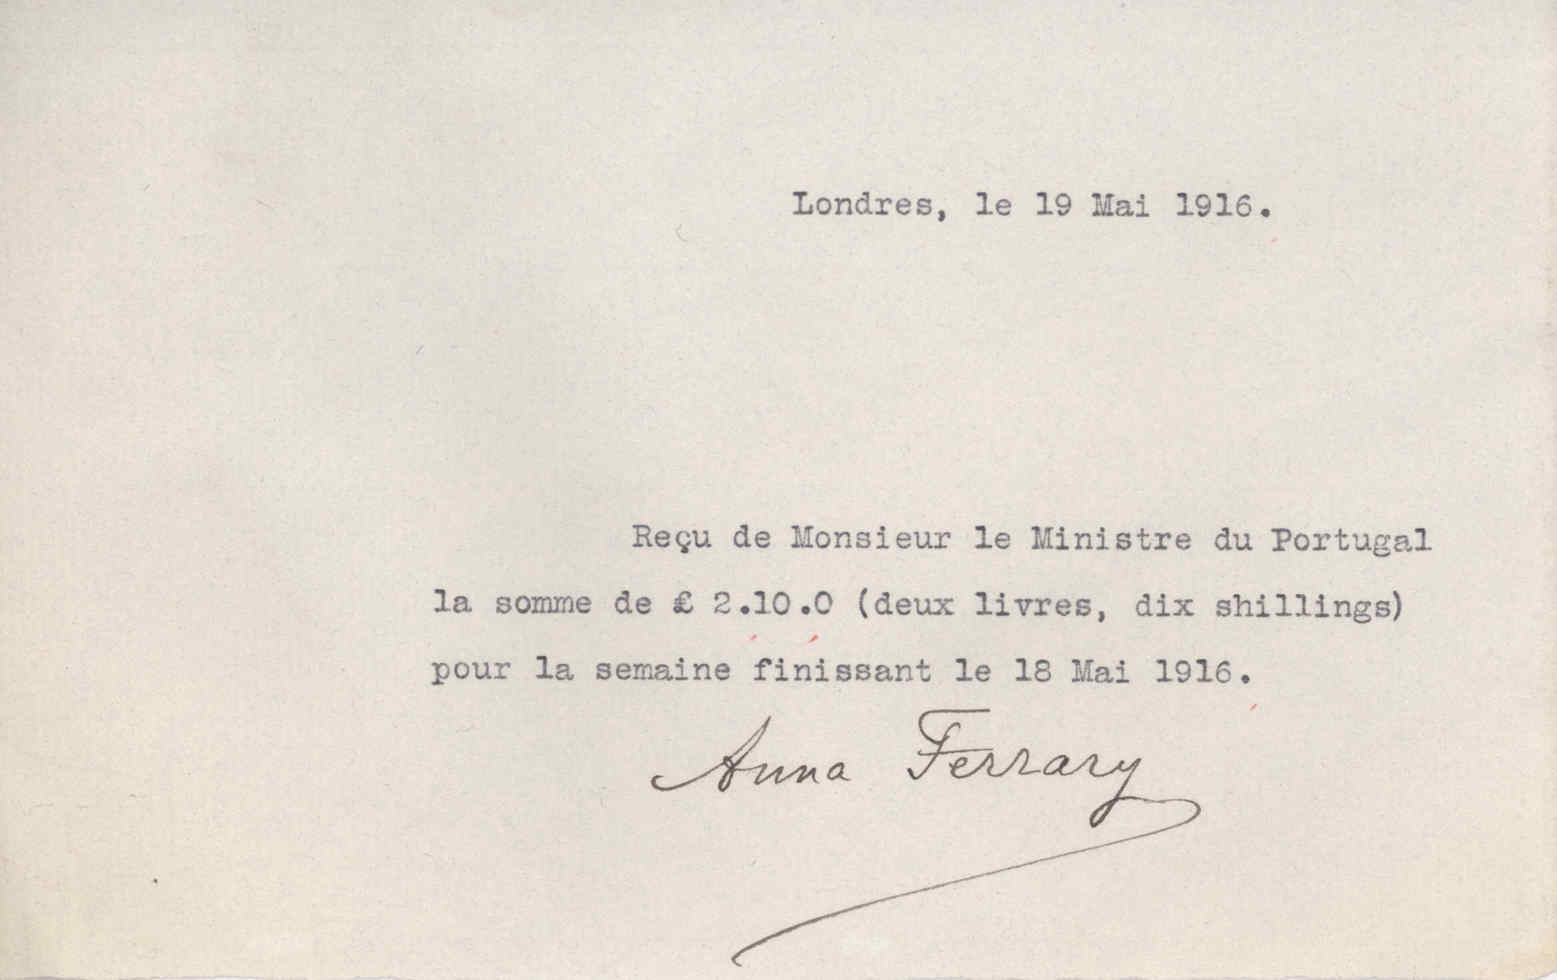 Londres, le 19 Mai 1916.
Reçu de Monsieur le Ministre du Portugal
la somme de £ 2.10.0 (deux livres, dix shillings)
pour la semaine finissant le 18 Mai 1916.
Anna Ferrary